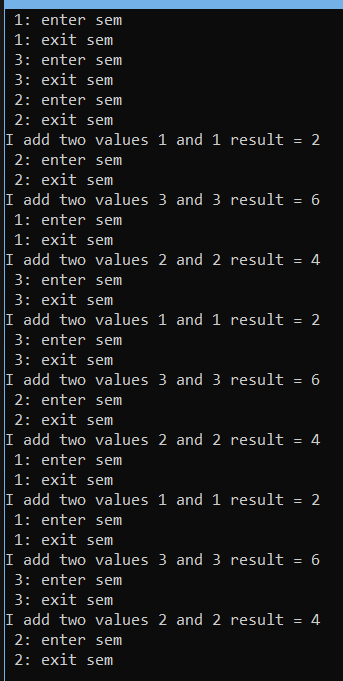 1: enter sem
1: exit sem
3: enter sem
3: exit sem
2: enter sem
2: exit sem
I add two values 1 and 1 result = 2
2: enter sem
2: exit sem
I add two values 3 and 3 result = 6
1: enter sem
1: exit sem
I add two values 2 and 2 result = 4
3: enter sem
3: exit sem
I add two values 1 and 1 result = 2
3: enter sem
3: exit sem
I add two values 3 and 3 result = 6
2: enter sem
2: exit sem
I add two values 2 and 2 result = 4
1: enter sem
1: exit sem
I add two values 1 and 1 result = 2
1: enter sem
1: exit sem
I add two values 3 and 3 result = 6
3: enter sem
3: exit sem
I add two values 2 and 2 result = 4
2: enter sem
2: exit sem